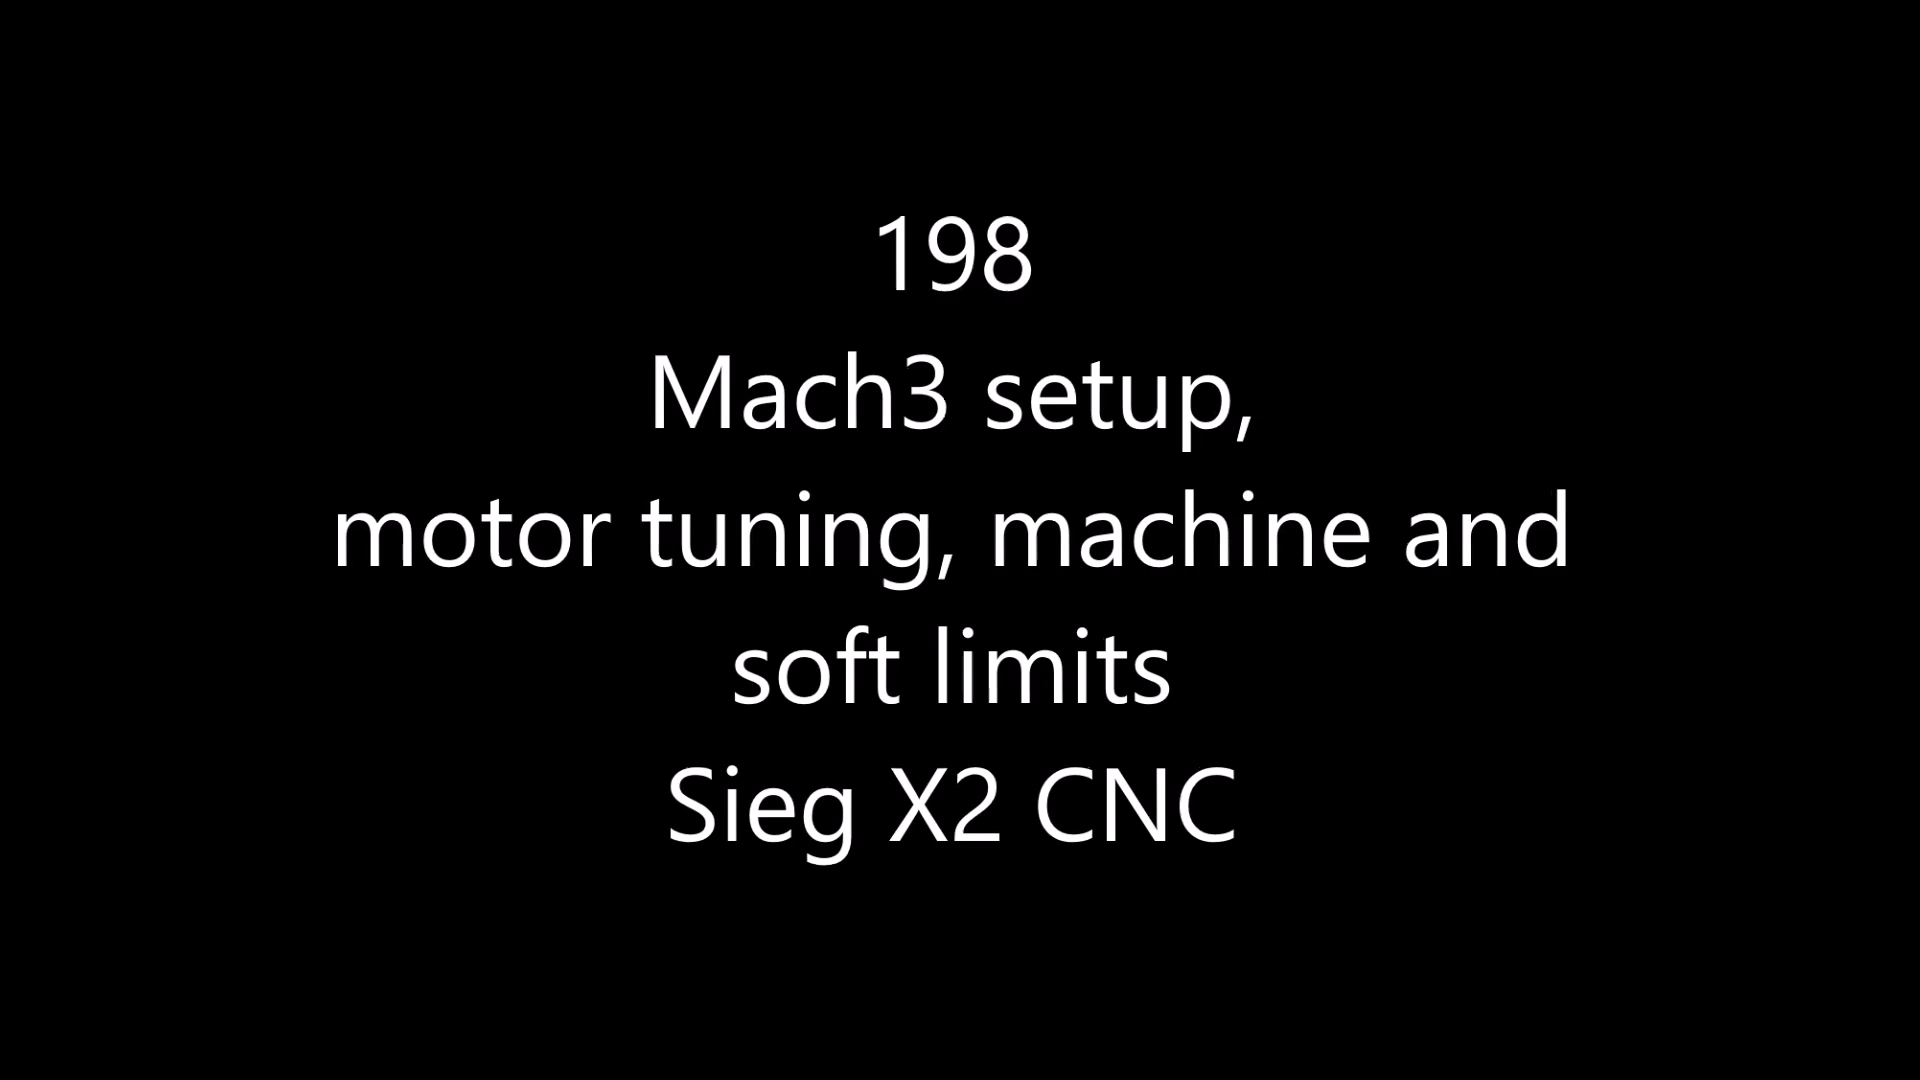 198
Mach3 setup,
motor tuning, machine and
soft limits
Sieg X2 CNC